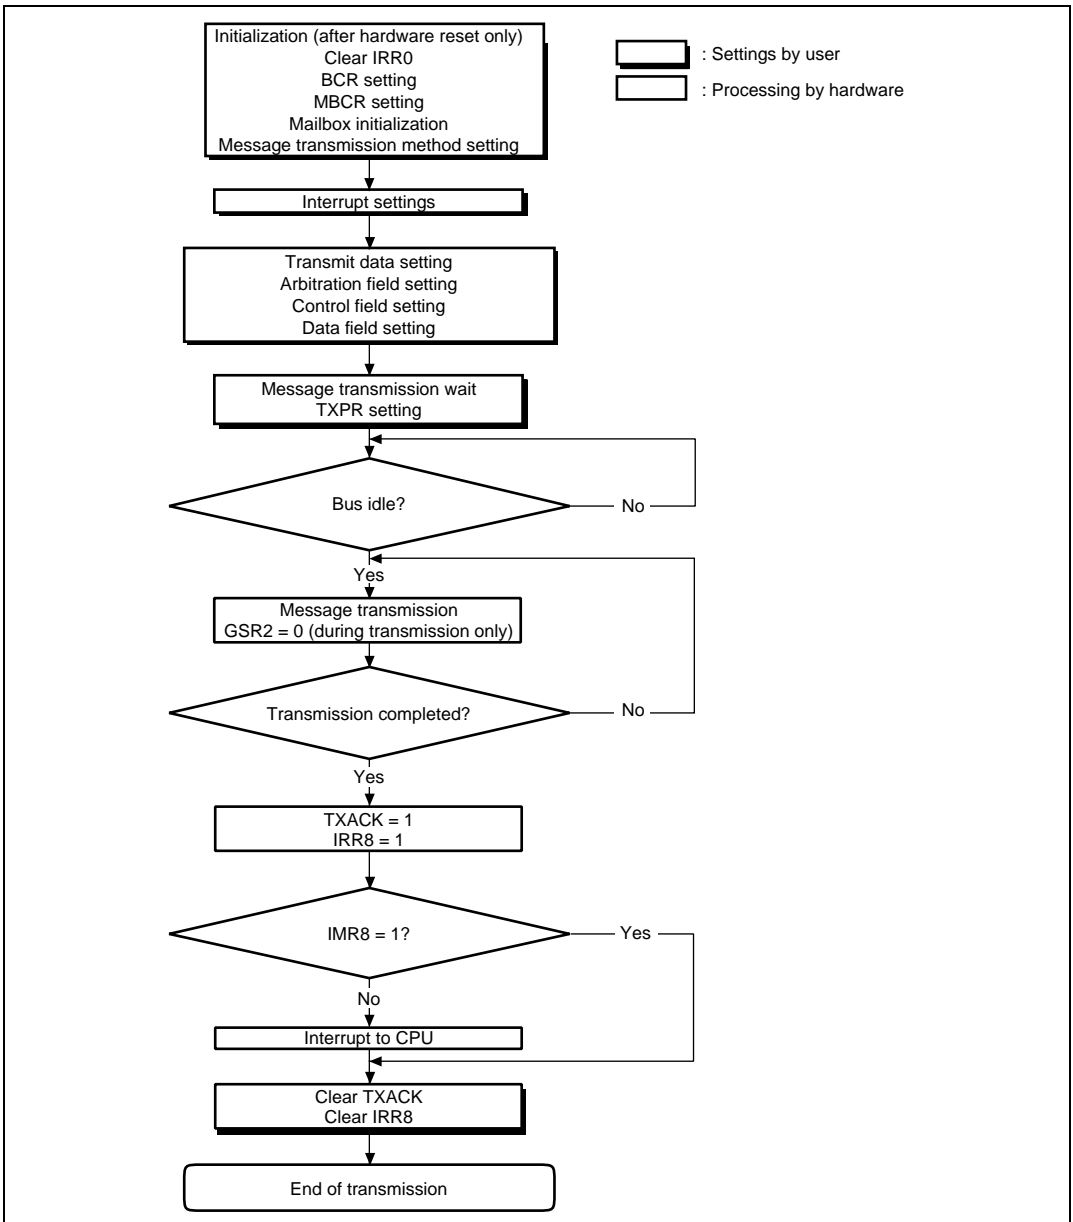 Initialization (after hardware reset only)
Clear IRR0
BCR setting
MBCR setting
Mailbox initialization
Message transmission method setting
: Settings by user
: Processing by hardware
Interrupt settings
Transmit data setting
Arbitration field setting
Control field setting
Data field setting
Message transmission wait
TXPR setting
Bus idle?
No
Yes
Message transmission
GSR2 = 0 (during transmission only)
Transmission completed?
No
Yes
TXACK = 1
IRR8 = 1
IMR8 = 1?
Yes
No
Interrupt to CPU
Clear TXACK
Clear IRR8
End of transmission